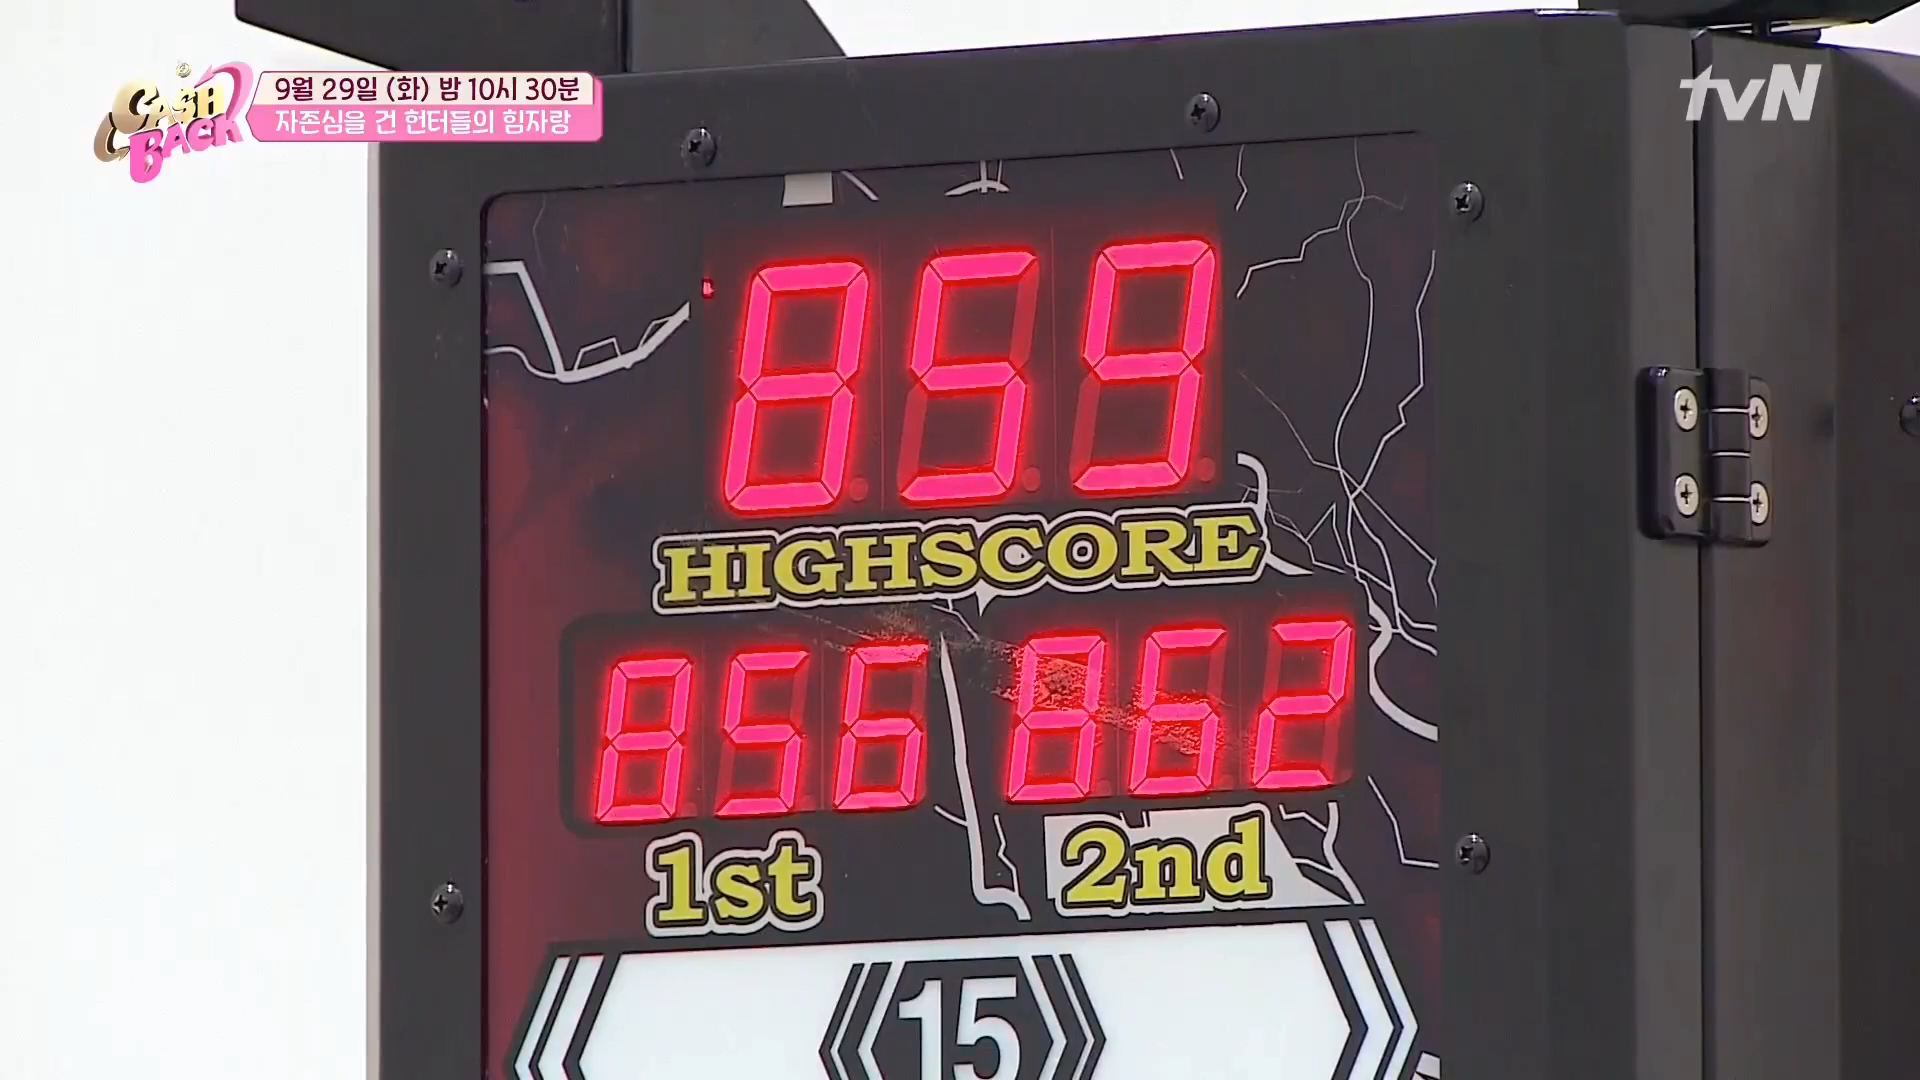 CA$H
BACK
9월 29일 (화) 밤 10시 30분
자존심을 건 헌터들의 힘자랑
tvN
859
HIGHSCORE
856 862
1st 2nd
15